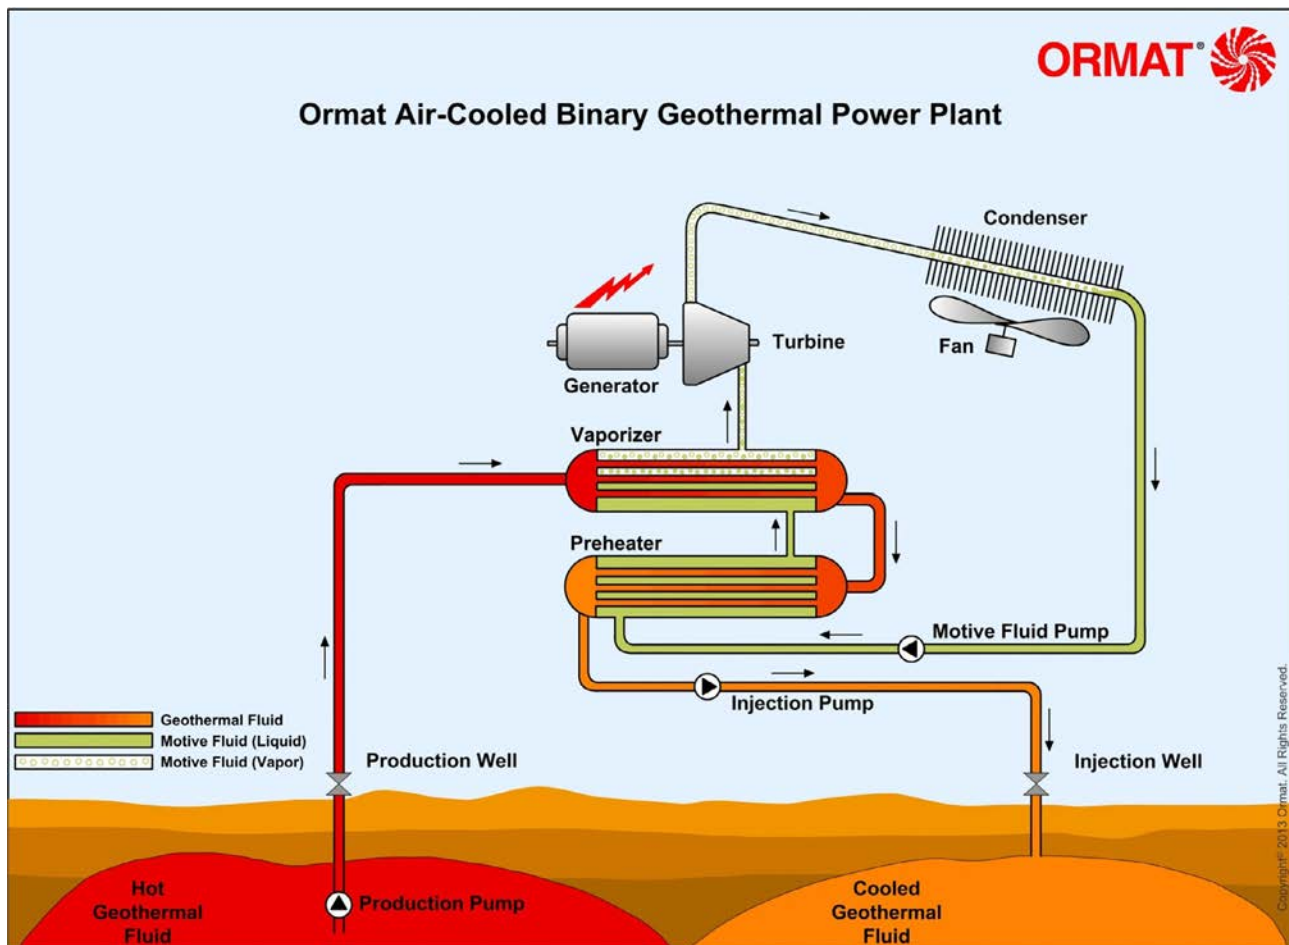 ORMAT®
Ormat Air-Cooled Binary Geothermal Power Plant
Condenser
Fan
Turbine
Generator
Vaporizer
Preheater
Motive Fluid Pump
Injection Pump
Geothermal Fluid
Motive Fluid (Liquid)
Motive Fluid (Vapor)
Production Well
Injection Well
Hot
Geothermal
Fluid
Production Pump
Cooled
Geothermal
Fluid
Copyright© 2013 Ormat. All Rights Reserved.